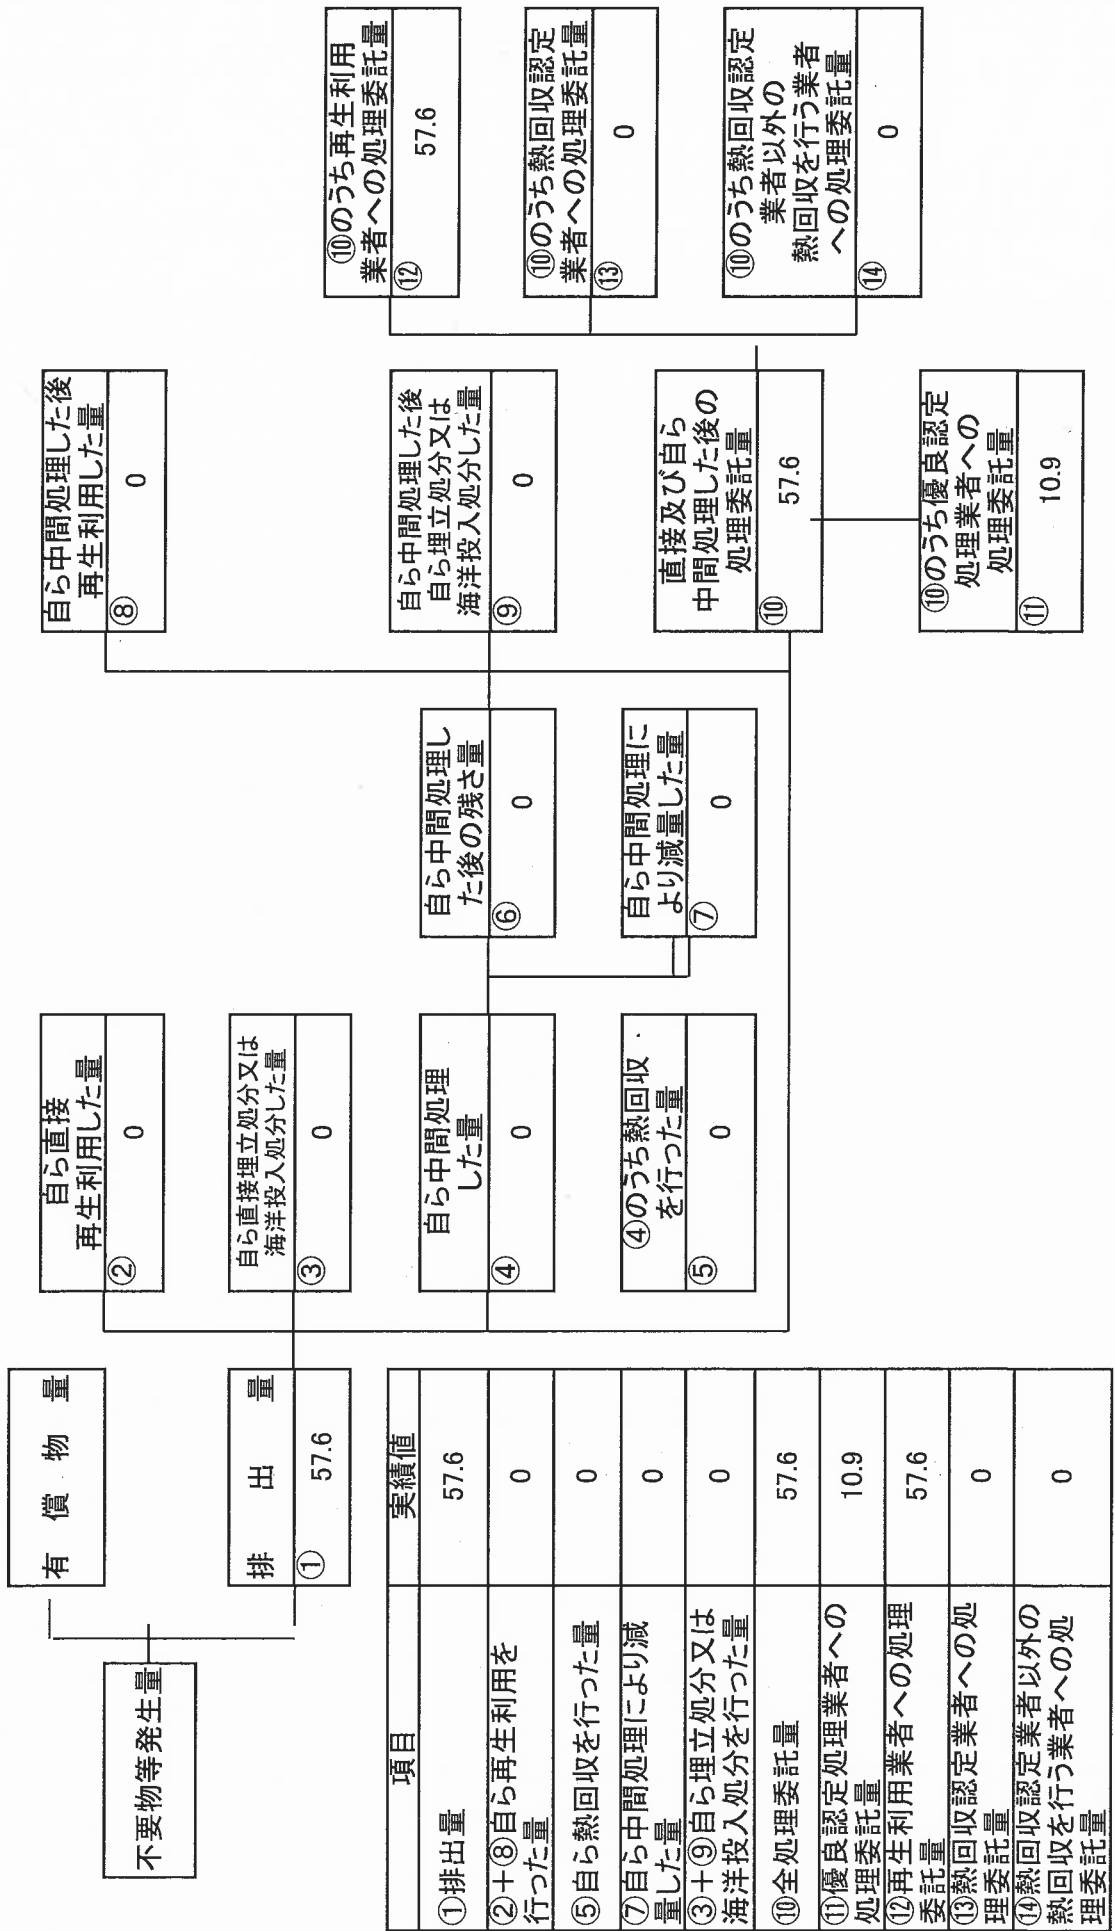 不要物等発生量
有償物量
排出量
①
57.6
自ら直接
再生利用した量
②
0
自ら直接埋立処分又は
海洋投入処分した量
③
0
自ら中間処理
した量
④
0
④のうち熱回収
を行った量
⑤
0
自ら中間処理し
た後の残さ量
⑥
0
自ら中間処理に
より減量した量
⑦
0
自ら中間処理した後
再生利用した量
⑧
0
自ら中間処理した後
自ら埋立処分又は
海洋投入処分した量
⑨
0
直接及び自ら
中間処理した後の
処理委託量
⑩
57.6
⑩のうち優良認定
処理業者への
処理委託量
⑪
10.9
⑩のうち再生利用
業者への処理委託量
⑫
57.6
⑩のうち熱回収認定
業者への処理委託量
⑬
0
⑩のうち熱回収認定
業者以外の
熱回収を行う業者
への処理委託量
⑭
0
項目 実績値
①排出量 57.6
②+⑧自ら再生利用を
行った量 0
⑤自ら熱回収を行った量 0
⑦自ら中間処理により減
量した量 0
③+⑨自ら埋立処分又は
海洋投入処分を行った量 0
⑩全処理委託量 57.6
⑪優良認定処理業者への
処理委託量 10.9
⑫再生利用業者への処理
委託量 57.6
⑬熱回収認定業者への処
理委託量 0
⑭熱回収認定業者以外の
熱回収を行う業者への処
理委託量 0